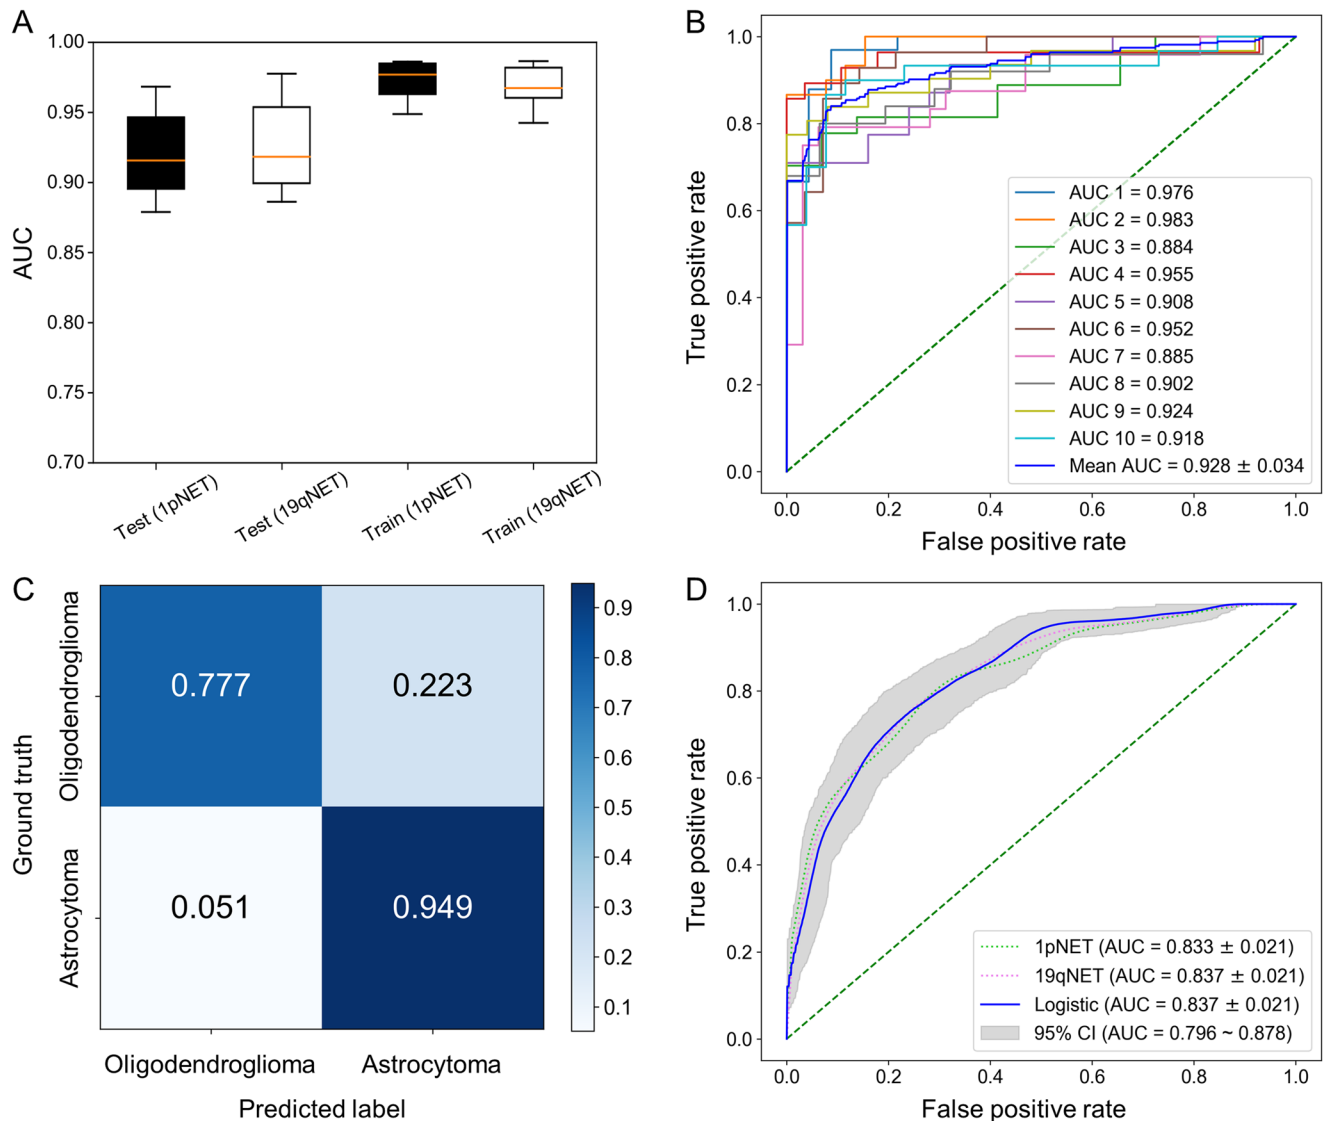 A
1.00
0.95
0.90
0.85
0.80
0.75
0.70
AUC
Test (1pNET)
Test (19qNET)
Train (1pNET)
Train (19qNET)
B
1.0
0.8
0.6
0.4
0.2
0.0
True positive rate
AUC 1 = 0.976
AUC 2 = 0.983
AUC 3 = 0.884
AUC 4 = 0.955
AUC 5 = 0.908
AUC 6 = 0.952
AUC 7 = 0.885
AUC 8 = 0.902
AUC 9 = 0.924
AUC 10 = 0.918
Mean AUC = 0.928 ± 0.034
0.0 0.2 0.4 0.6 0.8 1.0
False positive rate
C
Ground truth
Oligodendroglioma
Astrocytoma
0.777 0.223
0.051 0.949
Oligodendroglioma Astrocytoma
Predicted label
0.9
0.8
0.7
0.6
0.5
0.4
0.3
0.2
0.1
D
1.0
0.8
0.6
0.4
0.2
0.0
True positive rate
1pNET (AUC = 0.833 ± 0.021)
19qNET (AUC = 0.837 ± 0.021)
Logistic (AUC = 0.837 ± 0.021)
95% CI (AUC = 0.796 ~ 0.878)
0.0 0.2 0.4 0.6 0.8 1.0
False positive rate